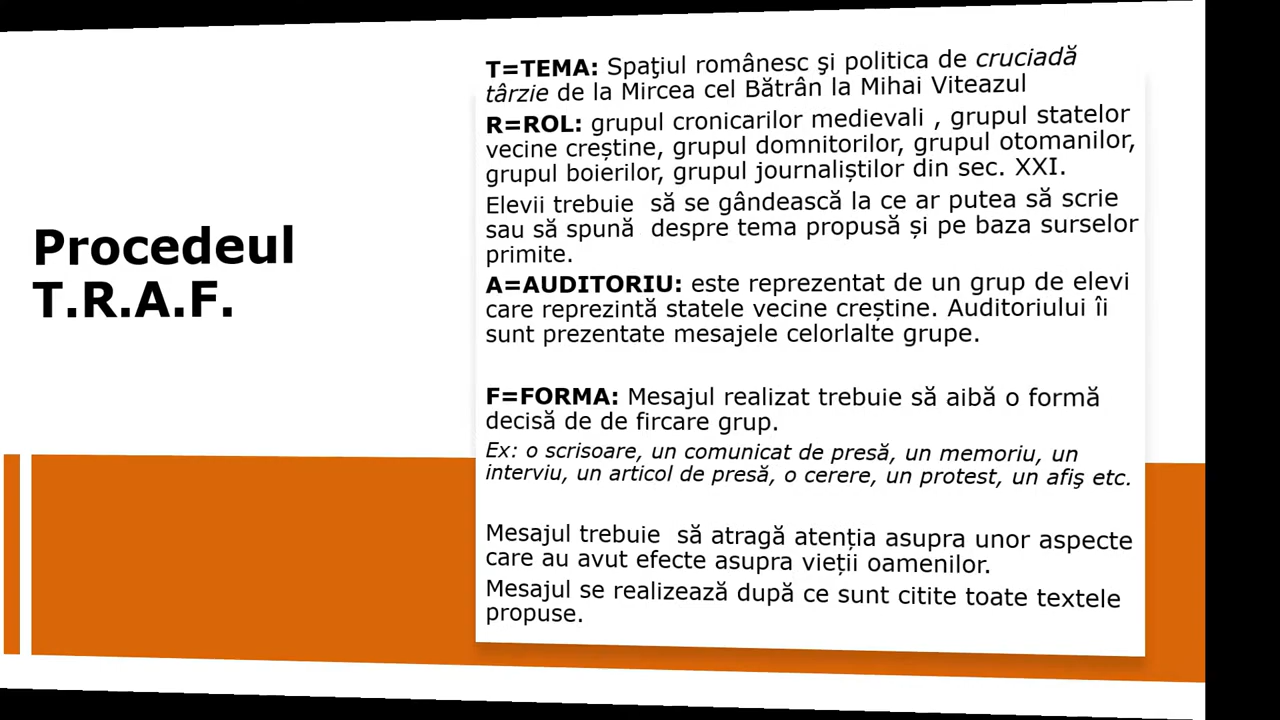 Procedeul
T.R.A.F.
T=TEMA: Spaţiul românesc şi politica de cruciadă
târzie de la Mircea cel Bătrân la Mihai Viteazul
R=ROL: grupul cronicarilor medievali , grupul statelor
vecine creștine, grupul domnitorilor, grupul otomanilor,
grupul boierilor, grupul journaliștilor din sec. XXI.
Elevii trebuie  să se gândească la ce ar putea să scrie
sau să spună  despre tema propusă și pe baza surselor
primite.
A=AUDITORIU: este reprezentat de un grup de elevi
care reprezintă statele vecine creștine. Auditoriului îi
sunt prezentate mesajele celorlalte grupe.
F=FORMA: Mesajul realizat trebuie să aibă o formă
decisă de de fircare grup.
Ex: o scrisoare, un comunicat de presă, un memoriu, un
interviu, un articol de presă, o cerere, un protest, un afiş etc.
Mesajul trebuie  să atragă atenția asupra unor aspecte
care au avut efecte asupra vieții oamenilor.
Mesajul se realizează după ce sunt citite toate textele
propuse.